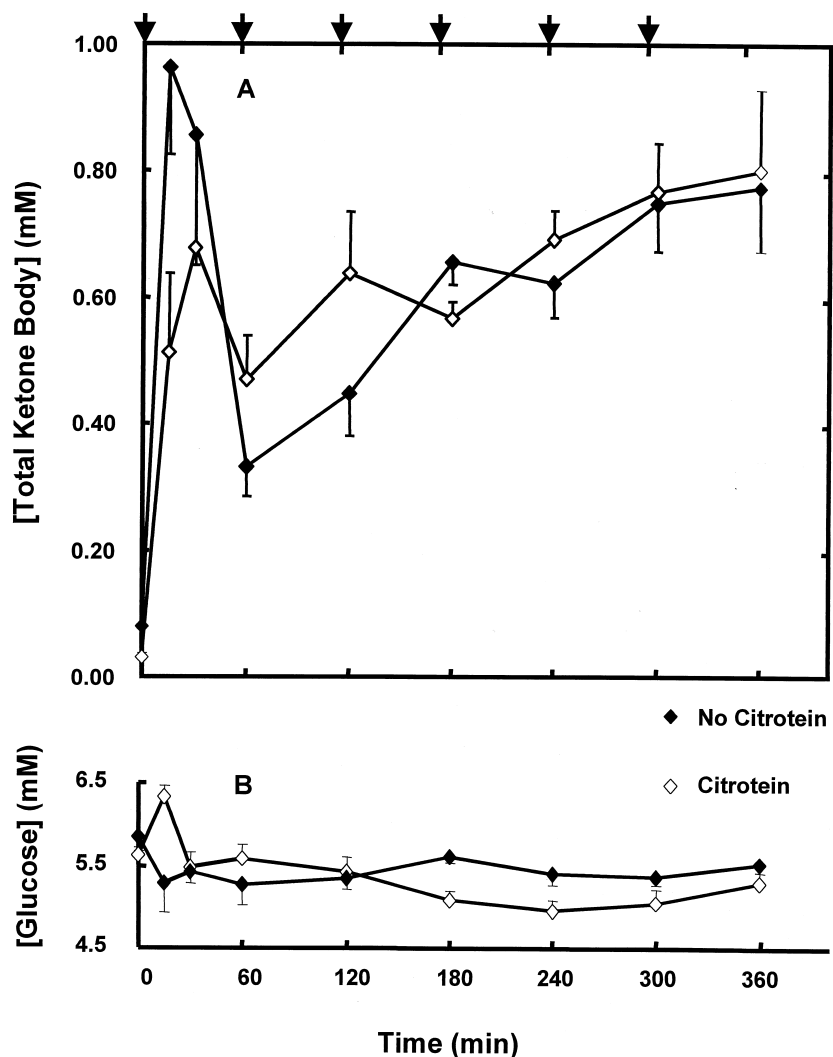 1.00
A
0.80
[Total Ketone Body] (mM)
0.60
0.40
0.20
0.00
No Citrotein
Citrotein
6.5
B
[Glucose] (mM)
5.5
4.5
0 60 120 180 240 300 360
Time (min)